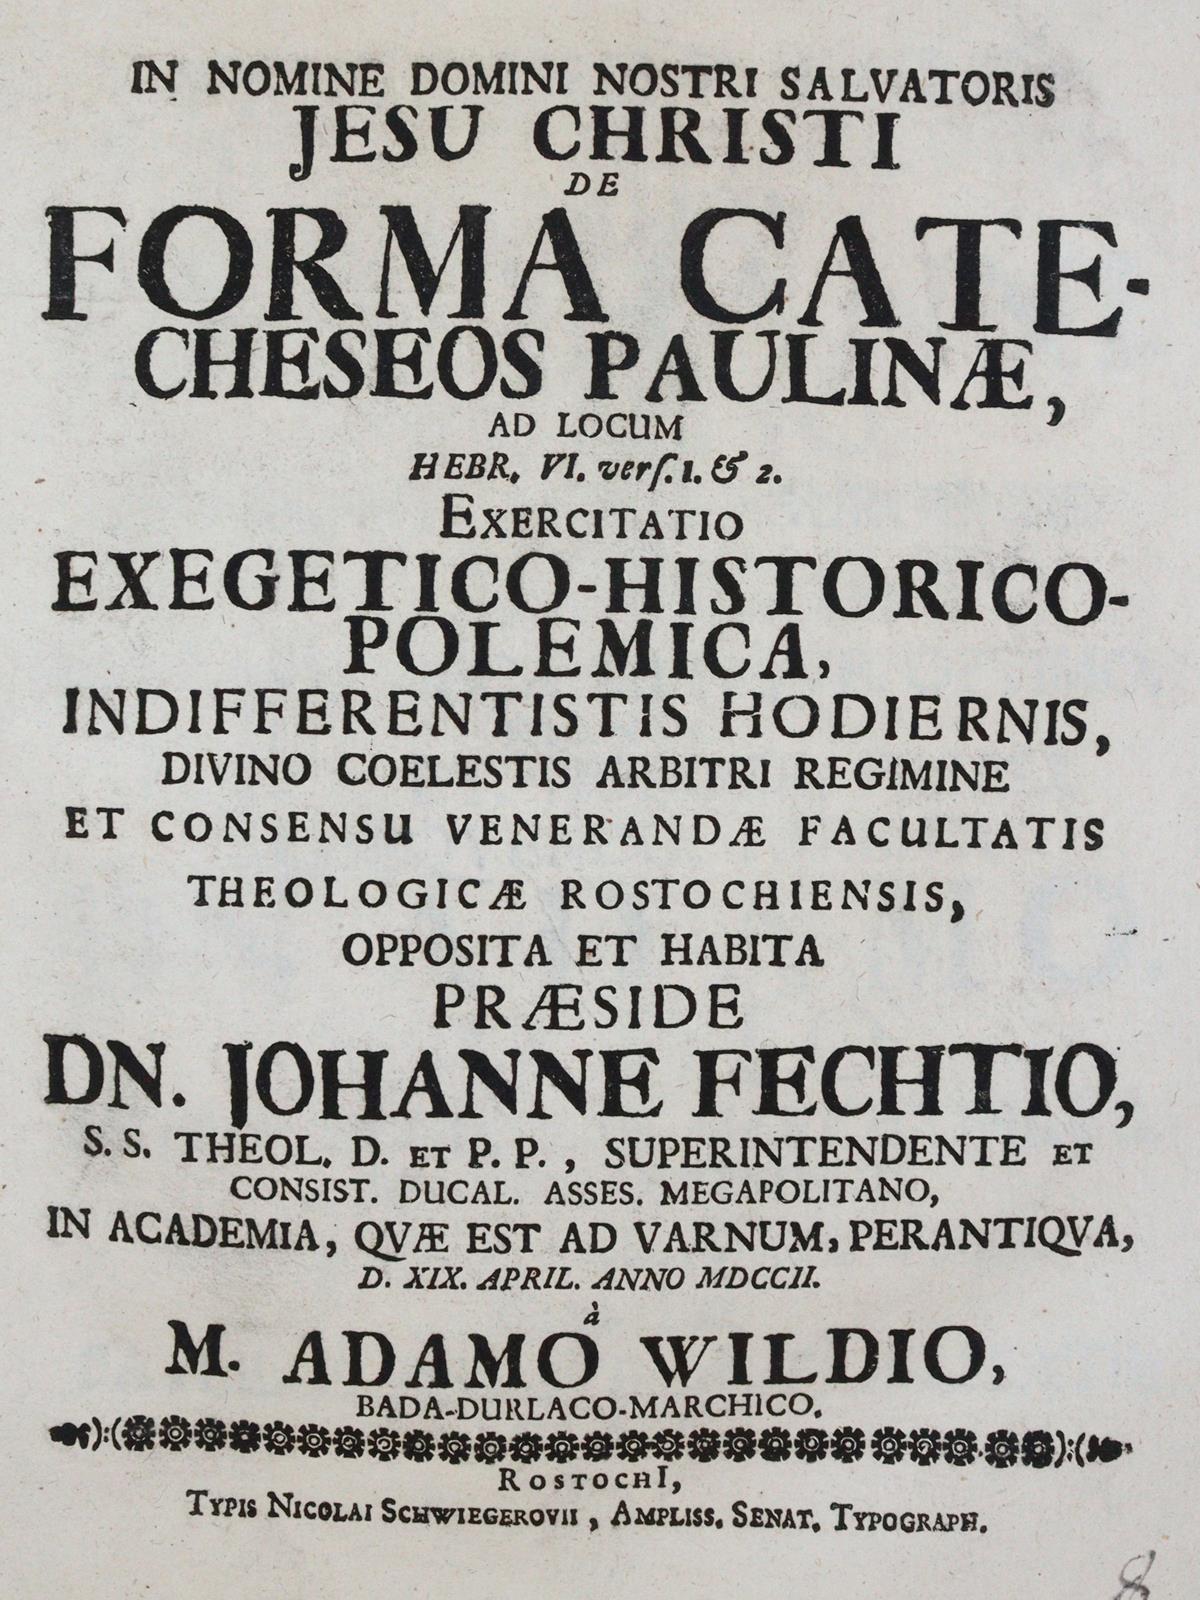 IN NOMINE DOMINI NOSTRI SALVATORIS
JESU CHRISTI
DE
FORMA CATE-
CHESEOS PAULINÆ,
AD LOCUM
HEBR. VI. verſ. 1. & 2.
EXERCITATIO
EXEGETICO-HISTORICO-
POLEMICA,
INDIFFERENTISTIS HODIERNIS,
DIVINO COELESTIS ARBITRI REGIMINE
ET CONSENSU VENERANDÆ FACULTATIS
THEOLOGICÆ ROSTOCHIENSIS,
OPPOSITA ET HABITA
PRÆSIDE
DN. JOHANNE FECHTIO,
S. S. THEOL. D. ET P. P. , SUPERINTENDENTE ET
CONSIST. DUCAL. ASSES. MEGAPOLITANO,
IN ACADEMIA, QVÆ EST AD VARNUM, PERANTIQVA,
D. XIX. APRIL. ANNO MDCCII.
à
M. ADAMO WILDIO,
BADA-DURLACO-MARCHICO.
ROSTOCHI,
TYPIS NICOLAI SCHWIEGEROVII , AMPLISS. SENAT. TYPOGRAPH.